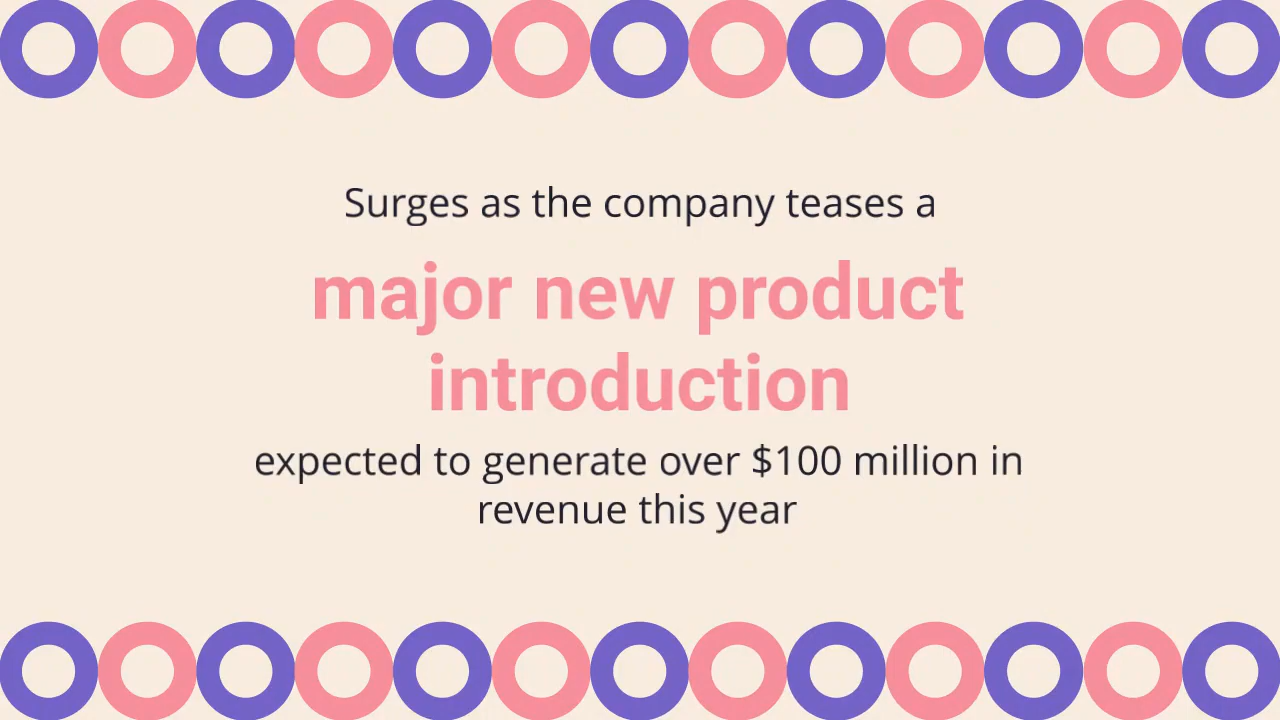 Surges as the company teases a
major new product
introduction
expected to generate over $100 million in
revenue this year